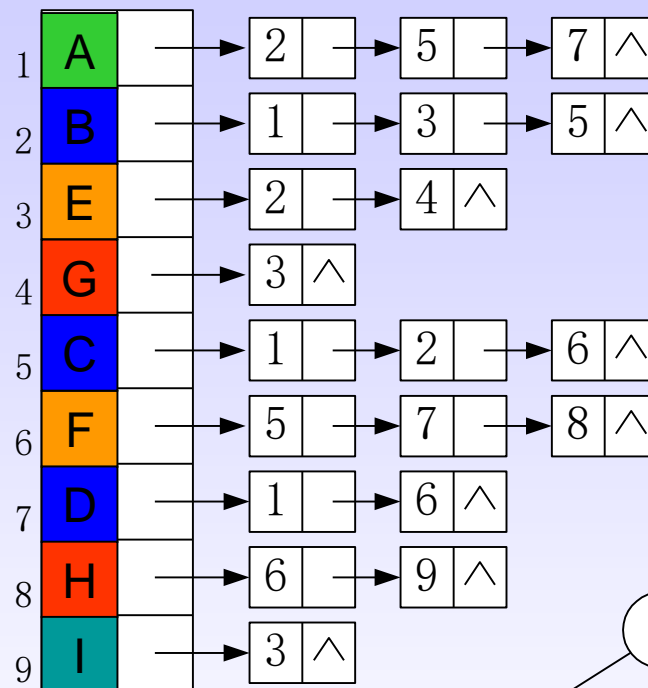 1 A 2 5 7 ∧
2 B 1 3 5 ∧
3 E 2 4 ∧
4 G 3 ∧
5 C 1 2 6 ∧
6 F 5 7 8 ∧
7 D 1 6 ∧
8 H 6 9 ∧
9 I 3 ∧